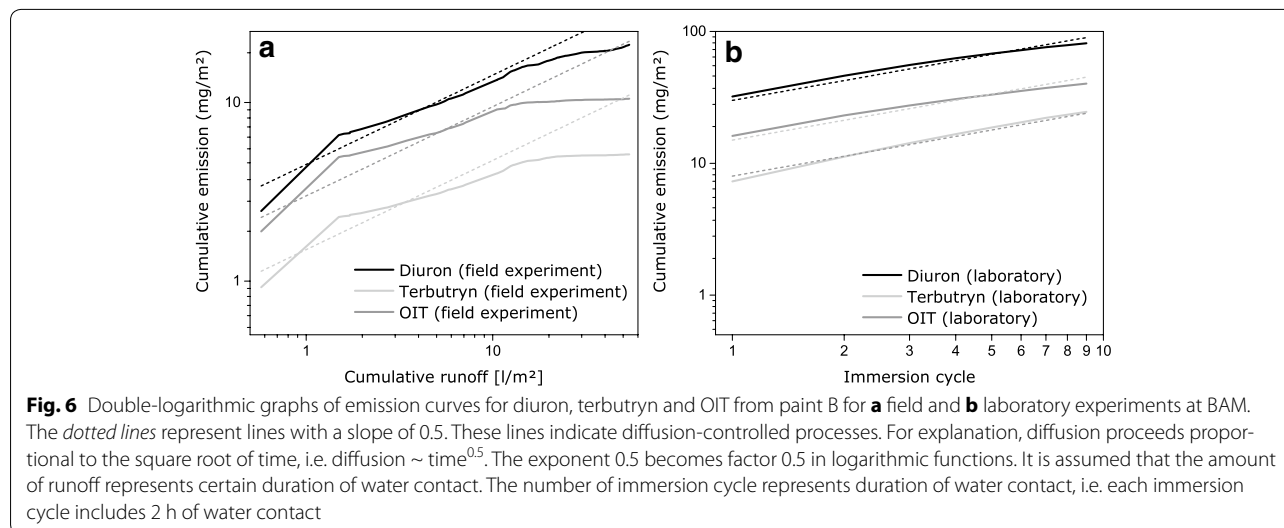 a
Cumulative emission (mg/m²)
10
1
Diuron (field experiment)
Terbutryn (field experiment)
OIT (field experiment)
1
10
Cumulative runoff [l/m²]
b
Cumulative emission (mg/m²)
100
10
1
Diuron (laboratory)
Terbutryn (laboratory)
OIT (laboratory)
1 2 3 4 5 6 7 8 9 10
Immersion cycle
Fig. 6 Double-logarithmic graphs of emission curves for diuron, terbutryn and OIT from paint B for a field and b laboratory experiments at BAM.
The dotted lines represent lines with a slope of 0.5. These lines indicate diffusion-controlled processes. For explanation, diffusion proceeds propor-
tional to the square root of time, i.e. diffusion ~ time⁰·⁵. The exponent 0.5 becomes factor 0.5 in logarithmic functions. It is assumed that the amount
of runoff represents certain duration of water contact. The number of immersion cycle represents duration of water contact, i.e. each immersion
cycle includes 2 h of water contact